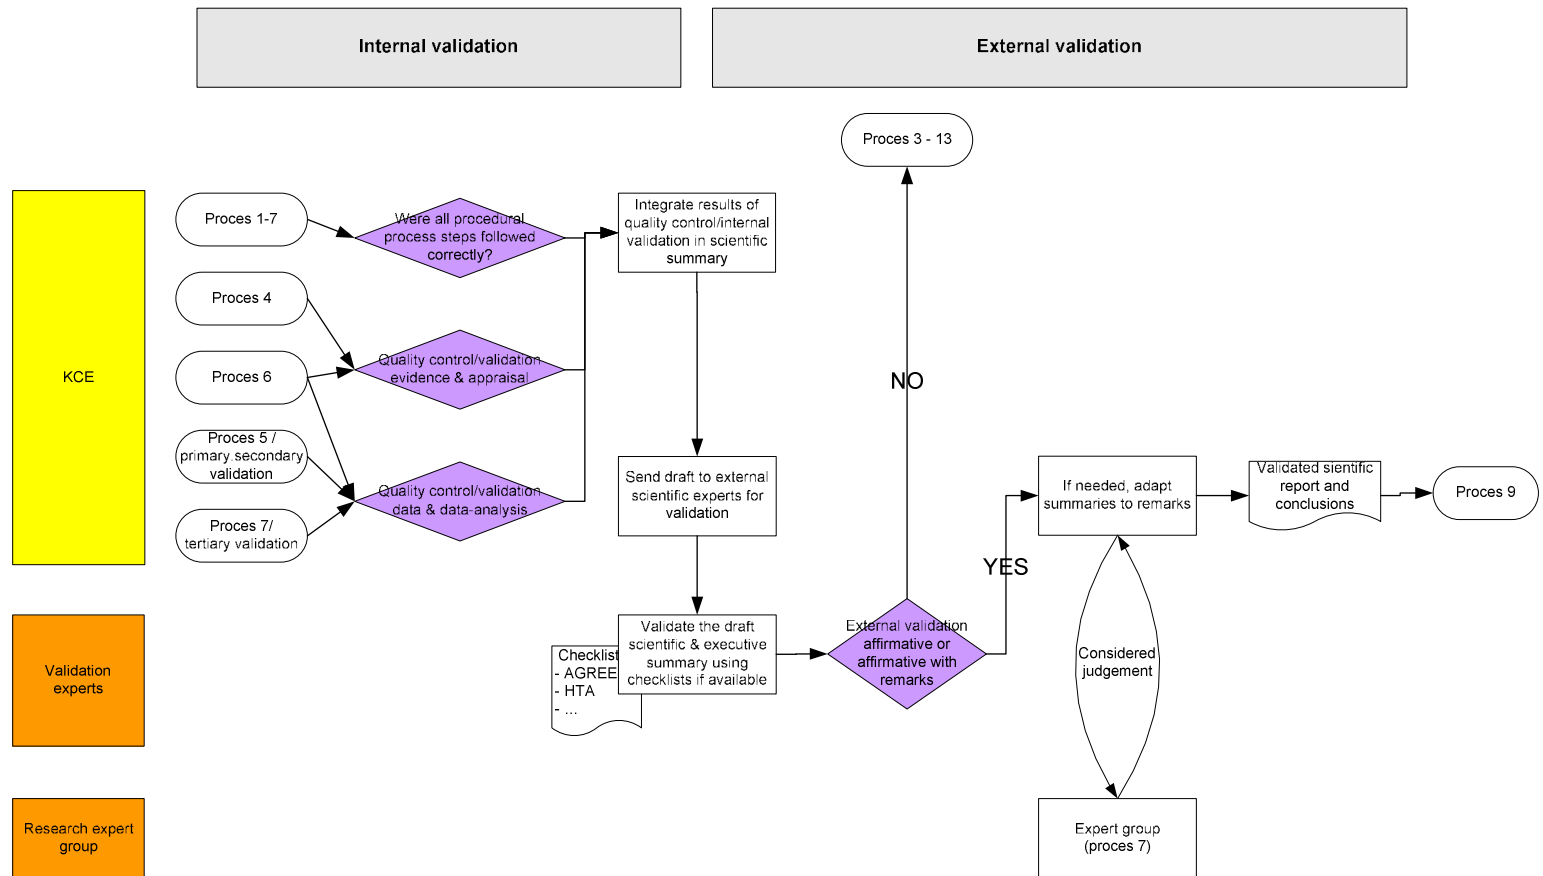 Internal validation
External validation
Proces 3 - 13
KCE
Proces 1-7
Were all procedural
process steps followed
correctly?
Integrate results of
quality control/internal
validation in scientific
summary
Proces 4
Proces 6
Quality control/validation
evidence & appraisal
NO
Proces 5 /
primary.secondary
validation
Quality control/validation
data & data-analysis
Proces 7/
tertiary validation
Send draft to external
scientific experts for
validation
If needed, adapt
summaries to remarks
Validated sientific
report and
conclusions
Proces 9
YES
Validation
experts
Checklist
- AGREE
- HTA
- ...
Validate the draft
scientific & executive
summary using
checklists if available
External validation
affirmative or
affirmative with
remarks
Considered
judgement
Research expert
group
Expert group
(proces 7)